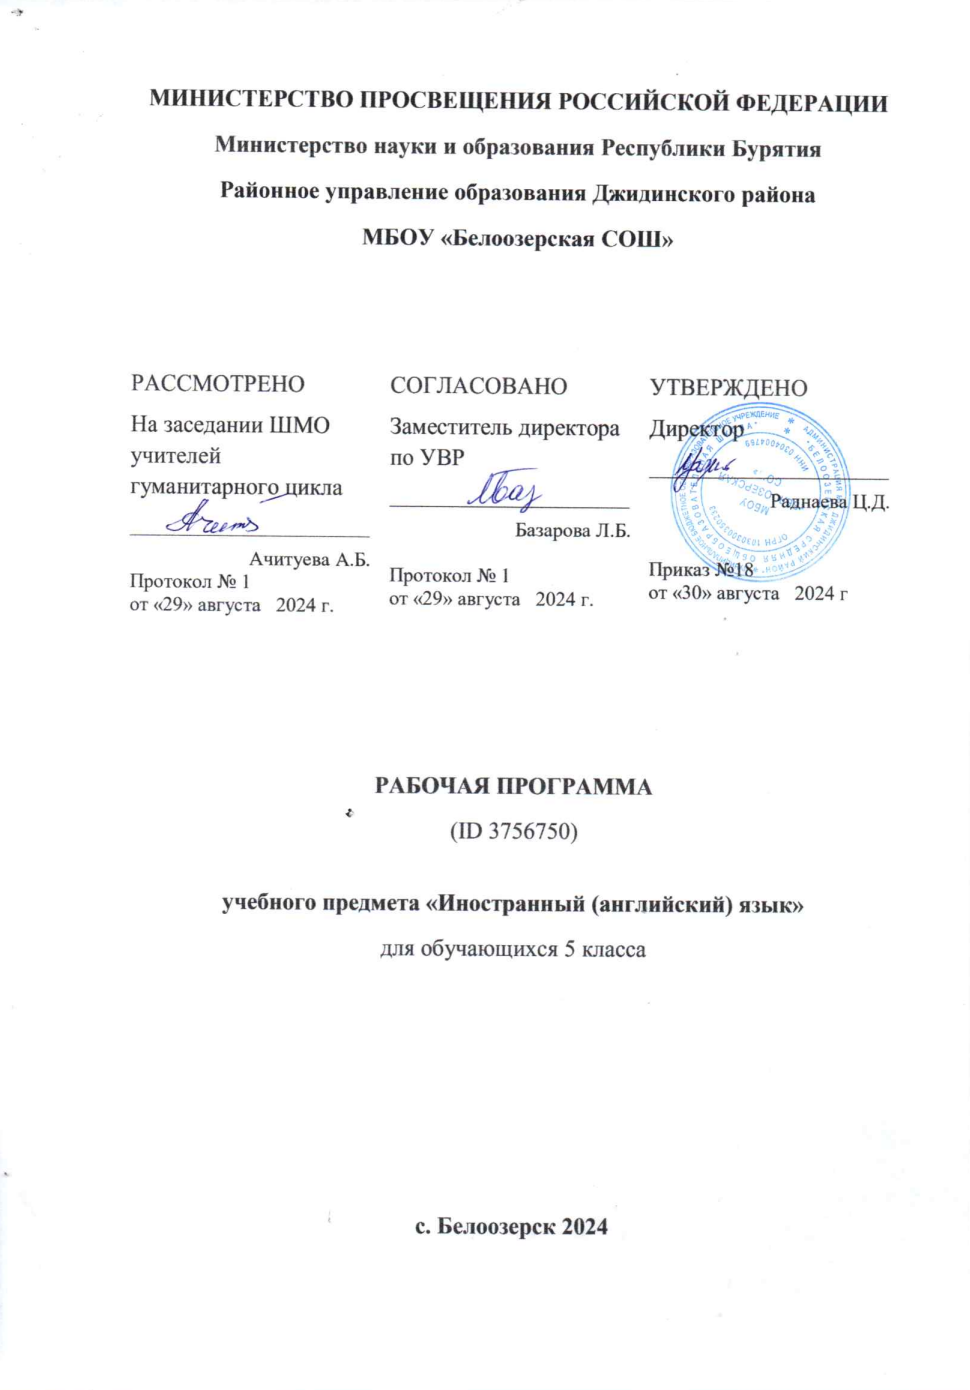 МИНИСТЕРСТВО ПРОСВЕЩЕНИЯ РОССИЙСКОЙ ФЕДЕРАЦИИ
Министерство науки и образования Республики Бурятия
Районное управление образования Джидинского района
МБОУ «Белоозерская СОШ»
РАССМОТРЕНО
На заседании ШМО
учителей
гуманитарного цикла
Ачитуева А.Б.
Протокол № 1
от «29» августа 2024 г.
СОГЛАСОВАНО
Заместитель директора
по УВР
Базарова Л.Б.
Протокол № 1
от «29» августа 2024 г.
УТВЕРЖДЕНО
Директор
Раднаева Ц.Д.
Приказ №18
от «30» августа 2024 г
РАБОЧАЯ ПРОГРАММА
(ID 3756750)
учебного предмета «Иностранный (английский) язык»
для обучающихся 5 класса
с. Белоозерск 2024